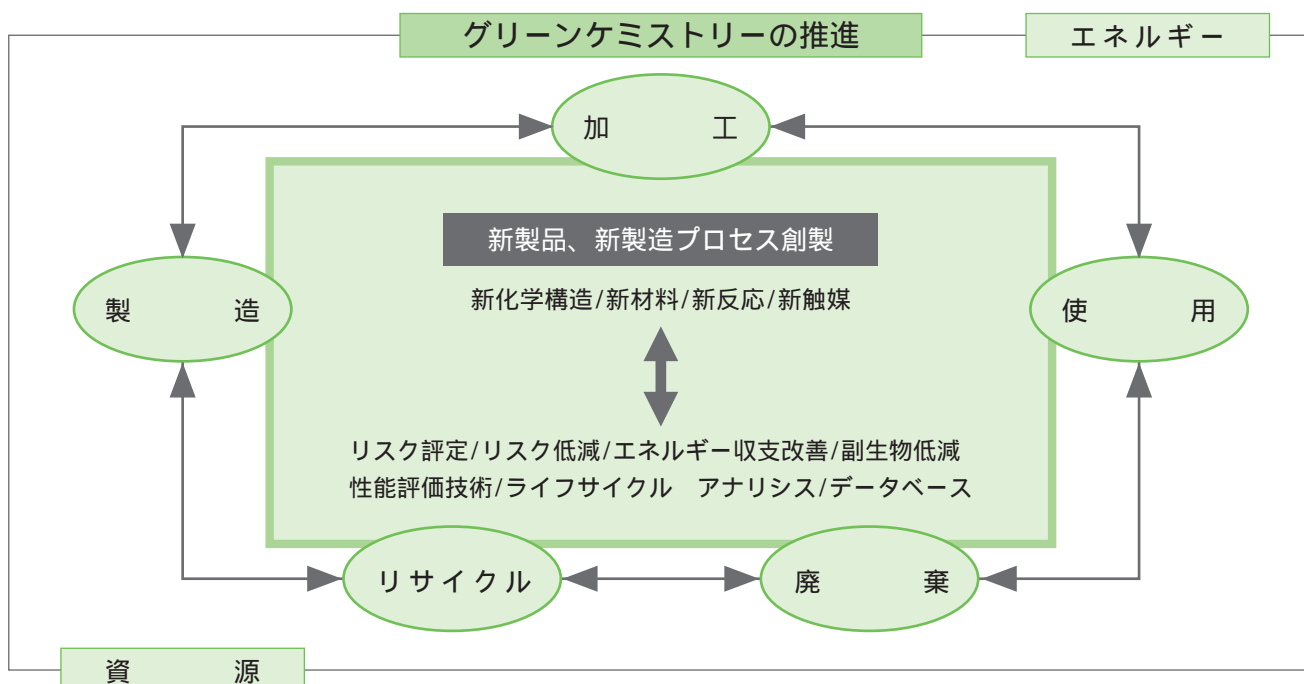 グリーンケミストリーの推進
エネルギー
加 工
新製品、新製造プロセス創製
新化学構造/新材料/新反応/新触媒
製 造
使 用
リスク評定/リスク低減/エネルギー収支改善/副生物低減
性能評価技術/ライフサイクル アナリシス/データベース
リサイクル
廃 棄
資 源